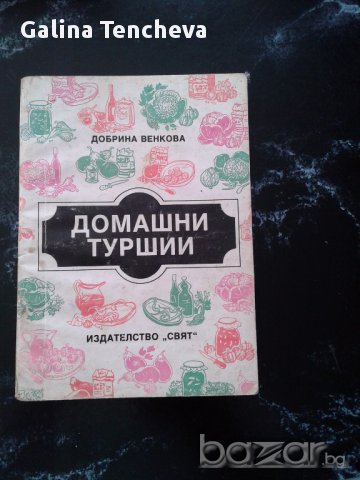 Galina Tencheva
ДОБРИНА ВЕНКОВА
ДОМАШНИ
ТУРШИИ
ИЗДАТЕЛСТВО „СВЯТ“
bazar.bg